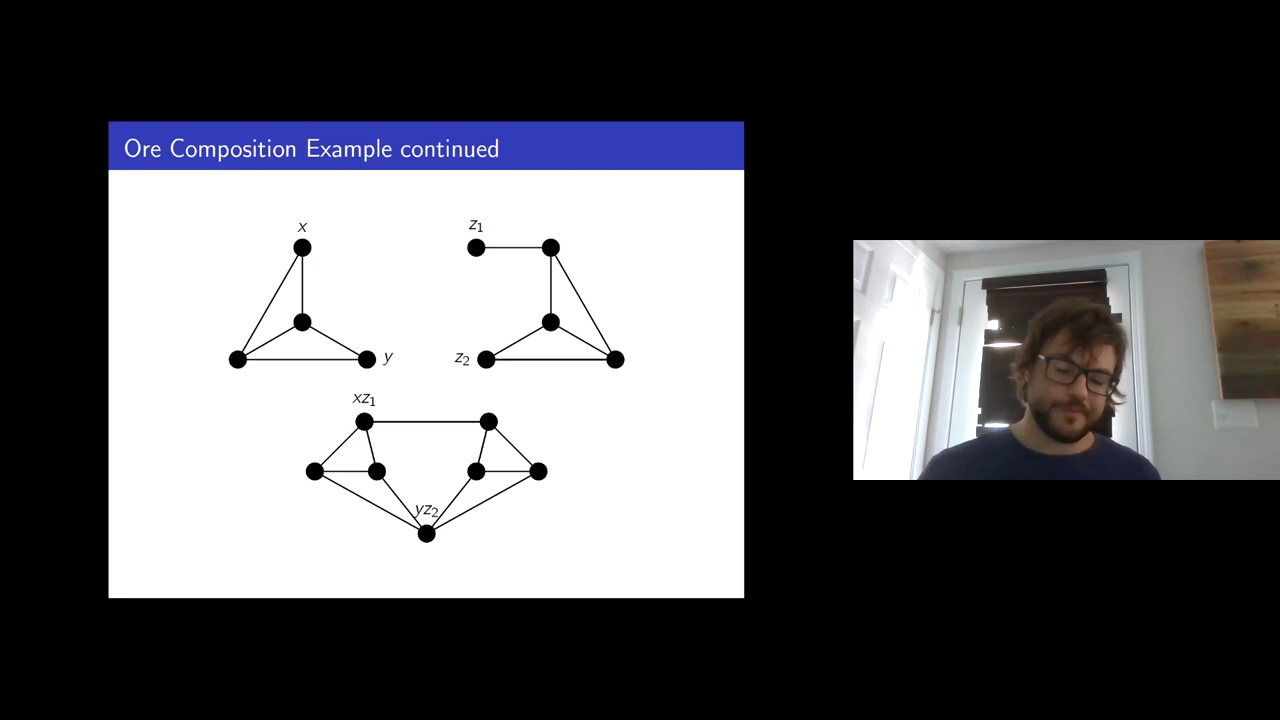 Ore Composition Example continued
x
z₁
y
z₂
xz₁
yz₂